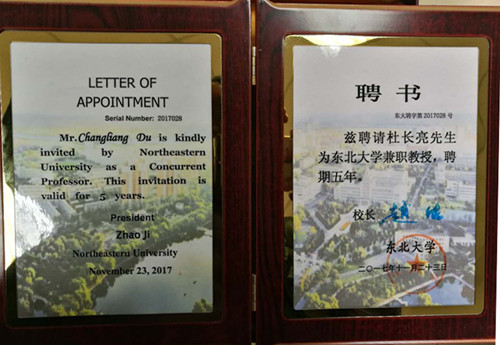 LETTER OF
APPOINTMENT
Serial Number: 2017028
Mr.Changliang Du is kindly
invited by Northeastern
University as a Concurrent
Professor. This invitation is
valid for 5 years.
President
Zhao Ji
Northeastern University
November 23, 2017
聘书
东大聘字第 2017028 号
兹聘请杜长亮先生
为东北大学兼职教授，聘
期五年。
校长
东北大学
二〇一七年十一月二十三日